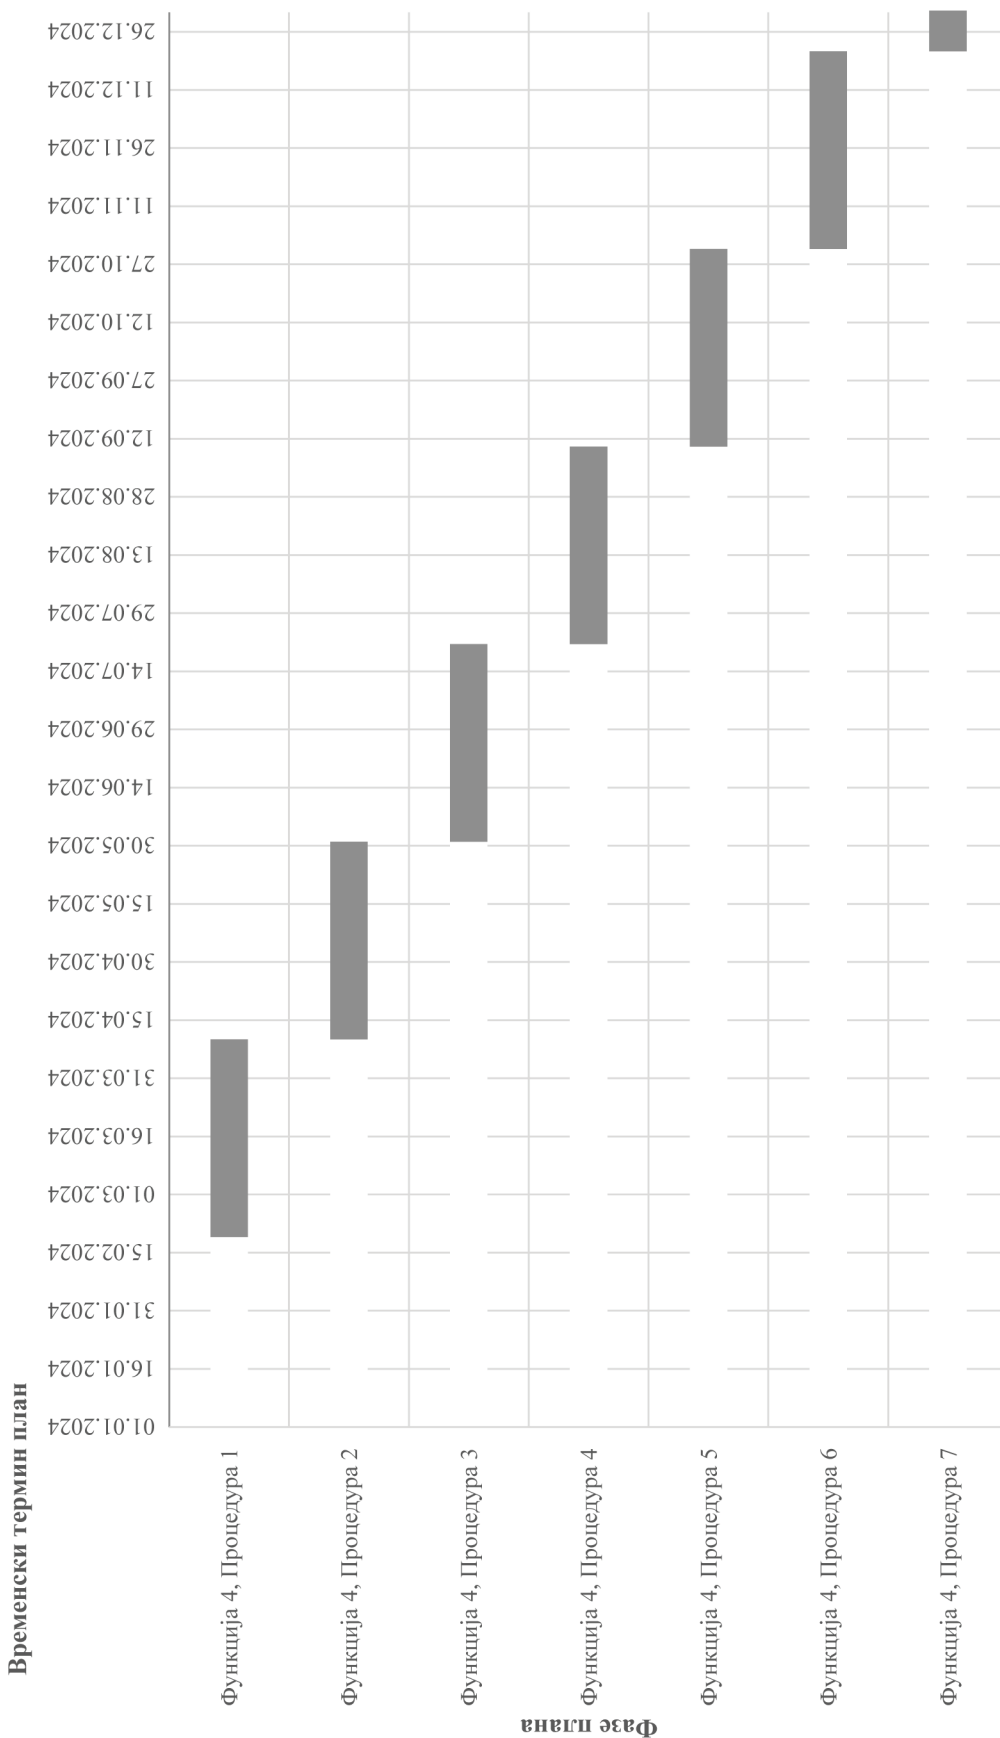 Временски термин план
Фазе плана
Функција 4, Процедура 1
Функција 4, Процедура 2
Функција 4, Процедура 3
Функција 4, Процедура 4
Функција 4, Процедура 5
Функција 4, Процедура 6
Функција 4, Процедура 7
01.01.2024
16.01.2024
31.01.2024
15.02.2024
01.03.2024
16.03.2024
31.03.2024
15.04.2024
30.04.2024
15.05.2024
30.05.2024
14.06.2024
29.06.2024
14.07.2024
29.07.2024
13.08.2024
28.08.2024
12.09.2024
27.09.2024
12.10.2024
27.10.2024
11.11.2024
26.11.2024
11.12.2024
26.12.2024